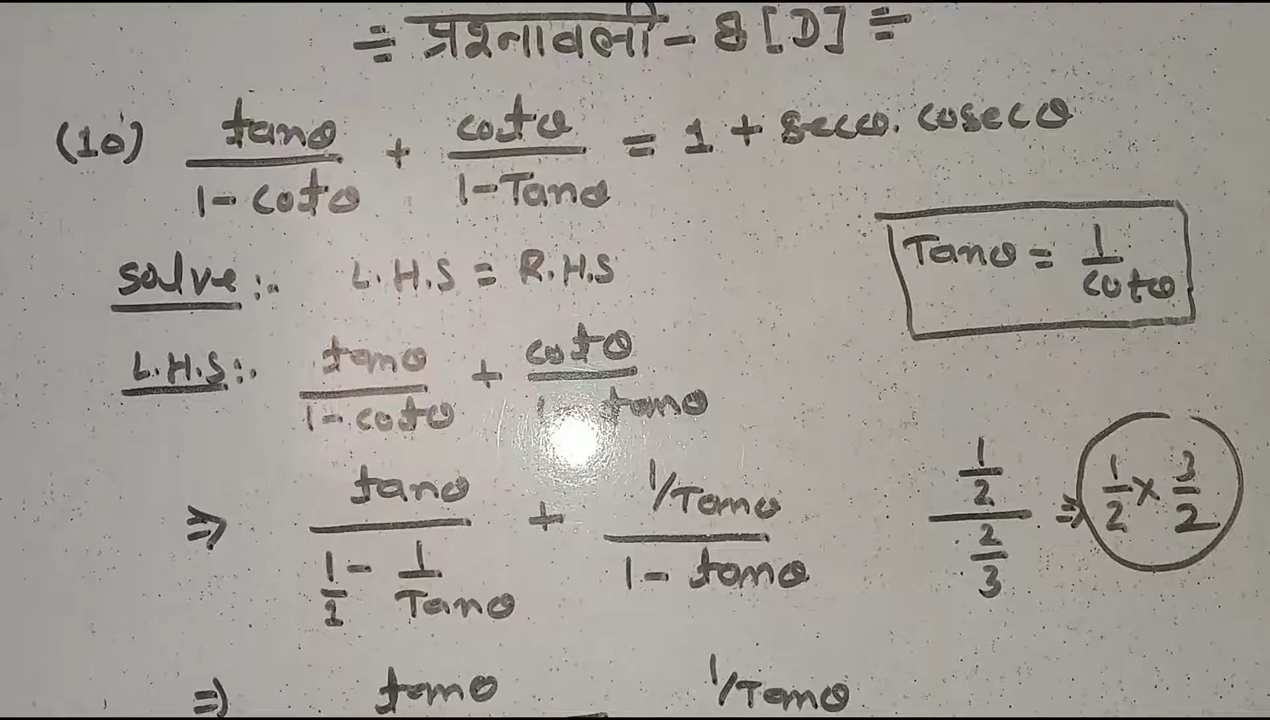 = प्रश्नावली - 8 [D] =
(10) tanθ/(1-cotθ) + cotθ/(1-Tanθ) = 1 + secθ. cosecθ
Tanθ = 1/cotθ
solve:- L.H.S = R.H.S
L.H.S:- tanθ/(1-cotθ) + cotθ/(1-tanθ)
⇒ tanθ/(1/1 - 1/Tanθ) + (1/Tanθ)/(1-tanθ)
(1/2)/(2/3) ⇒ 1/2 × 3/2
⇒) tanθ 1/Tanθ